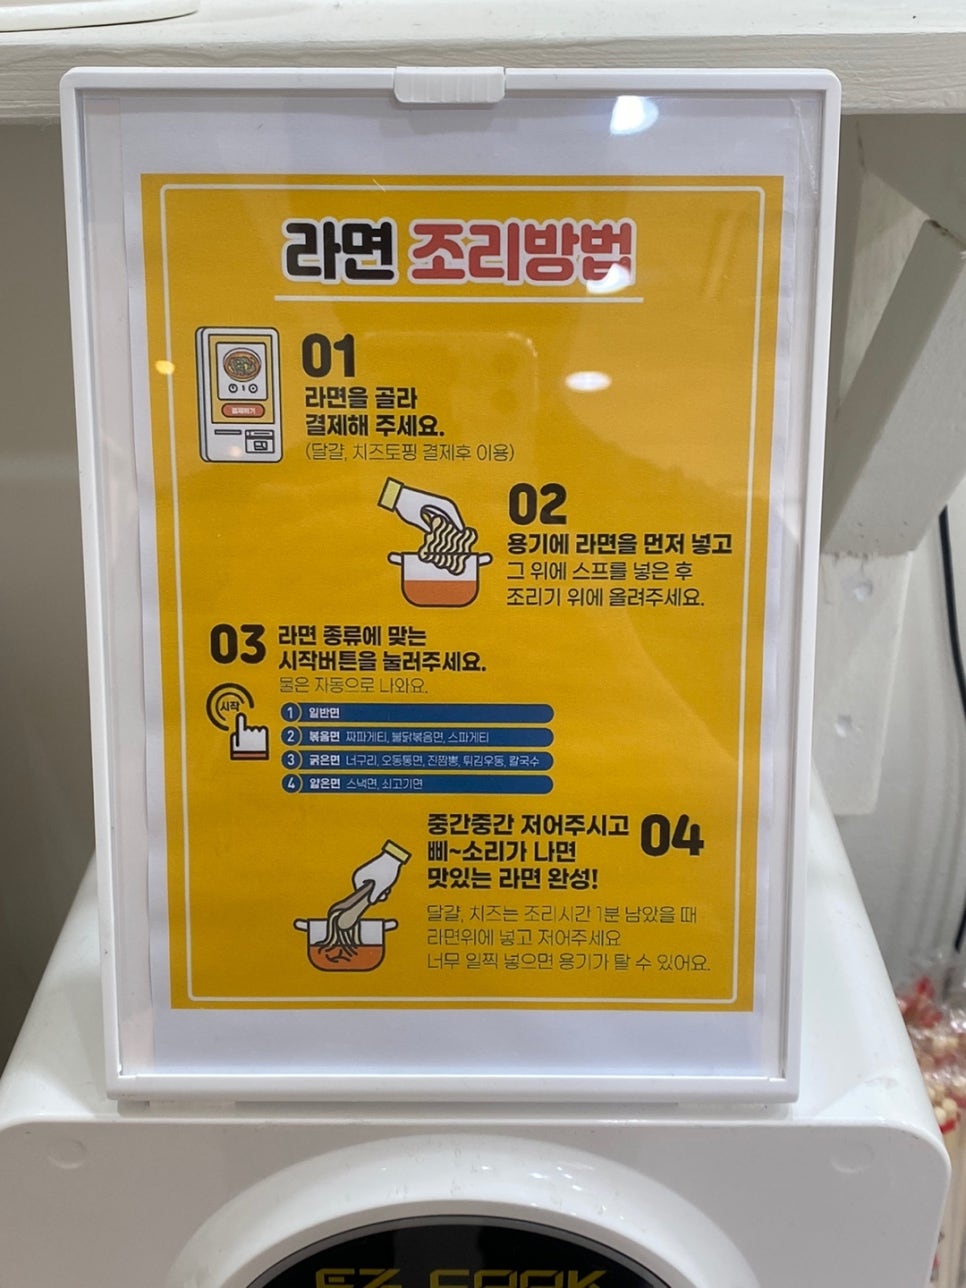 라면 조리방법
결제하기
01
라면을 골라
결제해 주세요.
(달걀, 치즈토핑 결제후 이용)
02
용기에 라면을 먼저 넣고
그 위에 스프를 넣은 후
조리기 위에 올려주세요.
03
라면 종류에 맞는
시작버튼을 눌러주세요.
물은 자동으로 나와요.
시작
1 일반면
2 볶음면 짜파게티, 불닭볶음면, 스파게티
3 굵은면 너구리, 오동통면, 진짬뽕, 튀김우동, 칼국수
4 얇은면 스낵면, 쇠고기면
04
중간중간 저어주시고
삐~소리가 나면
맛있는 라면 완성!
달걀, 치즈는 조리시간 1분 남았을 때
라면위에 넣고 저어주세요
너무 일찍 넣으면 용기가 탈 수 있어요.
EZ COOK